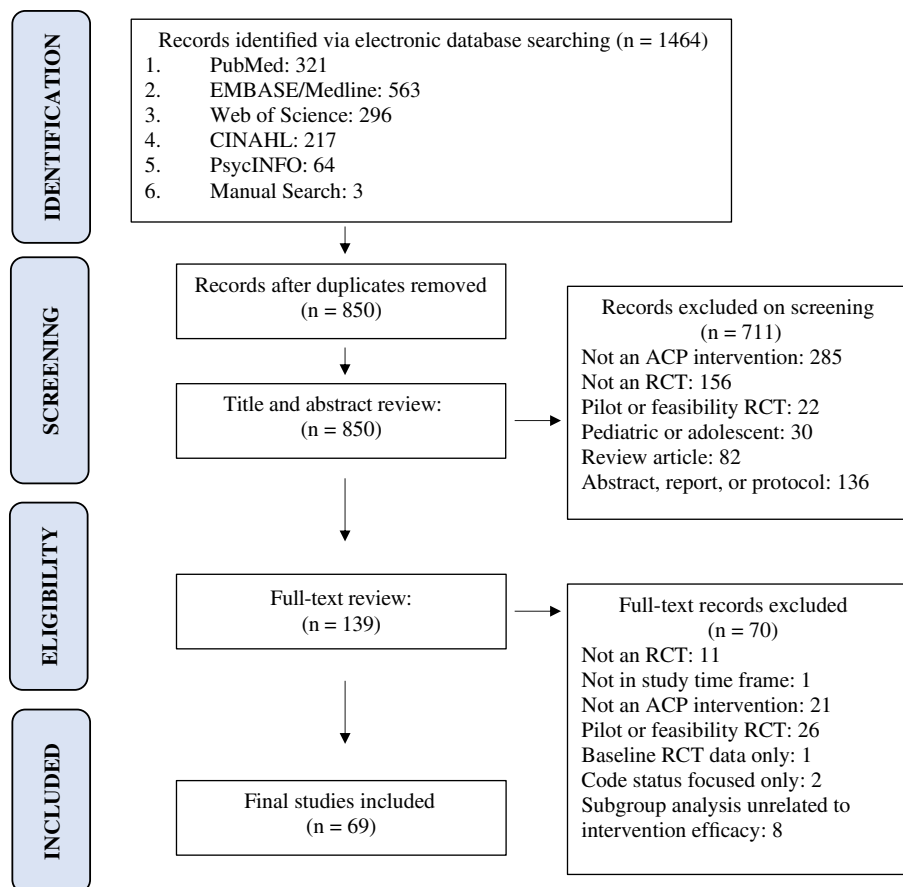 IDENTIFICATION
Records identified via electronic database searching (n = 1464)
1. PubMed: 321
2. EMBASE/Medline: 563
3. Web of Science: 296
4. CINAHL: 217
5. PsycINFO: 64
6. Manual Search: 3
SCREENING
Records after duplicates removed
(n = 850)
Title and abstract review:
(n = 850)
Records excluded on screening
(n = 711)
Not an ACP intervention: 285
Not an RCT: 156
Pilot or feasibility RCT: 22
Pediatric or adolescent: 30
Review article: 82
Abstract, report, or protocol: 136
ELIGIBILITY
Full-text review:
(n = 139)
Full-text records excluded
(n = 70)
Not an RCT: 11
Not in study time frame: 1
Not an ACP intervention: 21
Pilot or feasibility RCT: 26
Baseline RCT data only: 1
Code status focused only: 2
Subgroup analysis unrelated to
intervention efficacy: 8
INCLUDED
Final studies included
(n = 69)